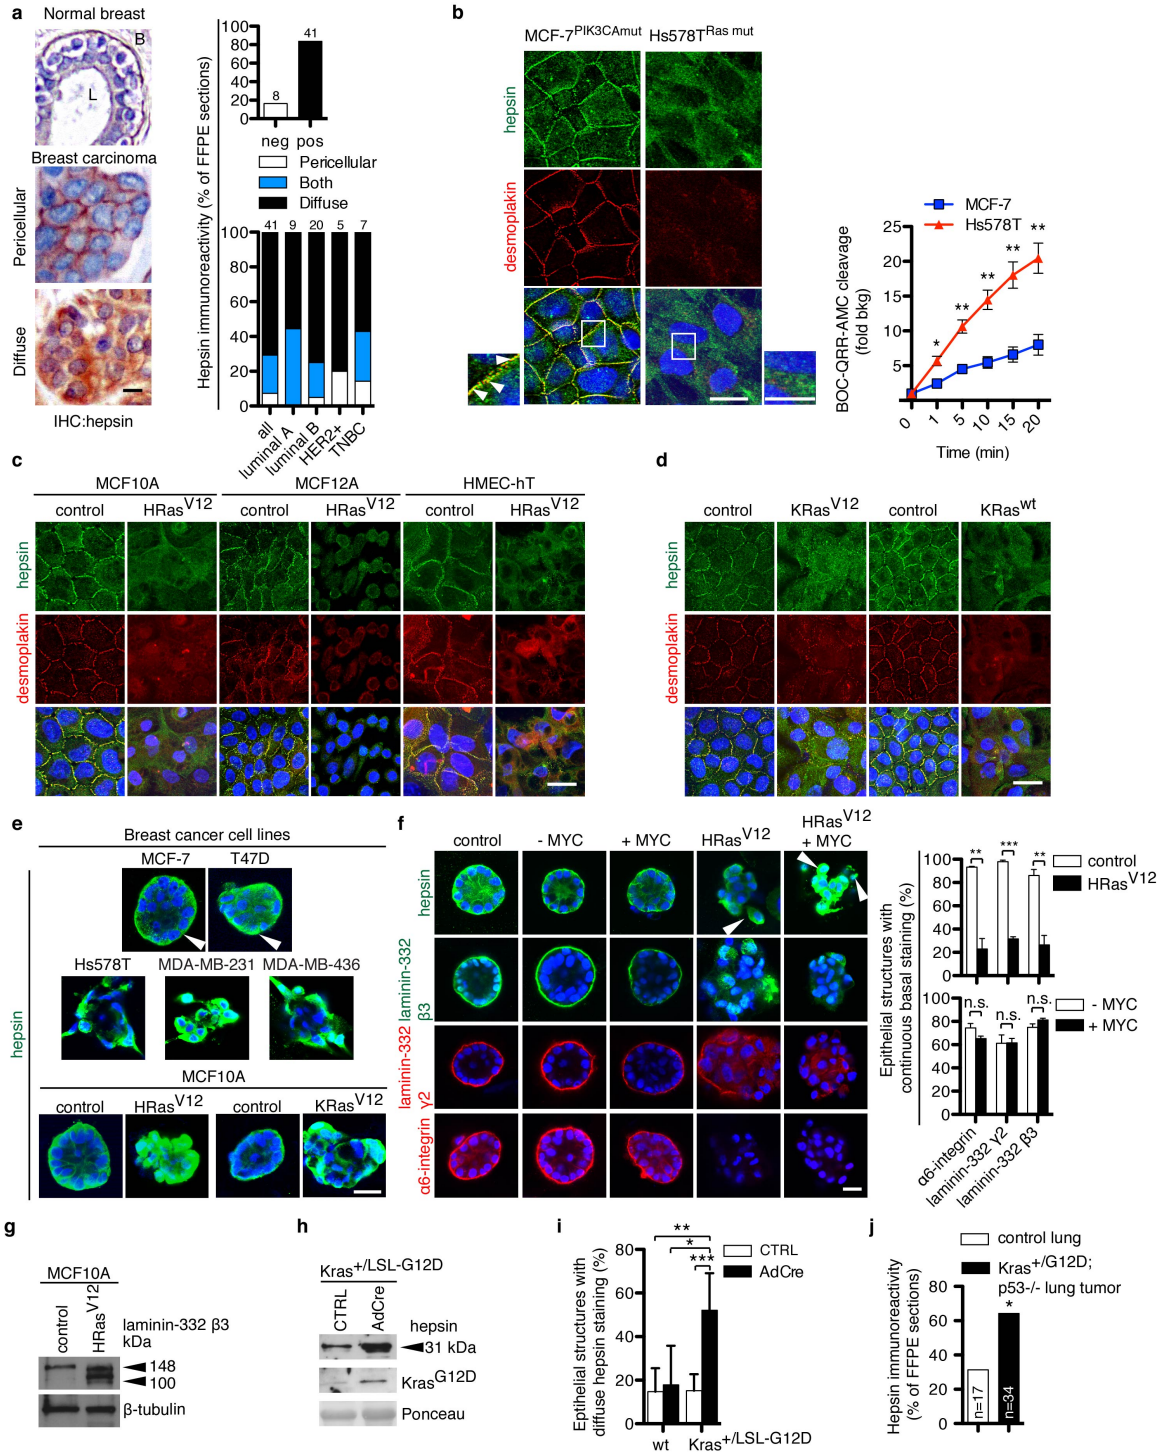 a
Normal breast
B
L
Breast carcinoma
Pericellular
Diffuse
IHC:hepsin
Hepsin immunoreactivity (% of FFPE sections)
100
80
60
40
20
0
8
41
neg pos
Pericellular
Both
Diffuse
41 9 20 5 7
100
80
60
40
20
0
all
luminal A
luminal B
HER2+
TNBC
b
MCF-7PIK3CAmut Hs578TRas mut
hepsin
desmoplakin
MCF-7
Hs578T
BOC-QRR-AMC cleavage
(fold bkg)
25
20
15
10
5
* ** ** ** **
0 1 5 10 15 20
Time (min)
c
MCF10A MCF12A HMEC-hT
control HRasV12 control HRasV12 control HRasV12
hepsin
desmoplakin
d
control KRasV12 control KRaswt
hepsin
desmoplakin
e
Breast cancer cell lines
MCF-7 T47D
Hs578T MDA-MB-231 MDA-MB-436
hepsin
MCF10A
control HRasV12 control KRasV12
f
control - MYC + MYC HRasV12 HRasV12
+ MYC
hepsin
laminin-332
β3
laminin-332
γ2
α6-integrin
Epithelial structures with
continuous basal staining (%)
100
80
60
40
20
0
** *** **
control
HRasV12
100
80
60
40
20
0
n.s. n.s. n.s.
- MYC
+ MYC
α6-integrin
laminin-332 γ2
laminin-332 β3
g
MCF10A
control
HRasV12
laminin-332 β3
kDa
148
100
β-tubulin
h
Kras+/LSL-G12D
CTRL
AdCre
hepsin
31 kDa
KrasG12D
Ponceau
i
Eptithelial structures with
diffuse hepsin staining (%)
80
60
40
20
0
**
*
***
CTRL
AdCre
wt Kras+/LSL-G12D
j
control lung
Kras+/G12D;
p53-/- lung tumor
Hepsin immunoreactivity
(% of FFPE sections)
80
60
40
20
0
*
n=17
n=34